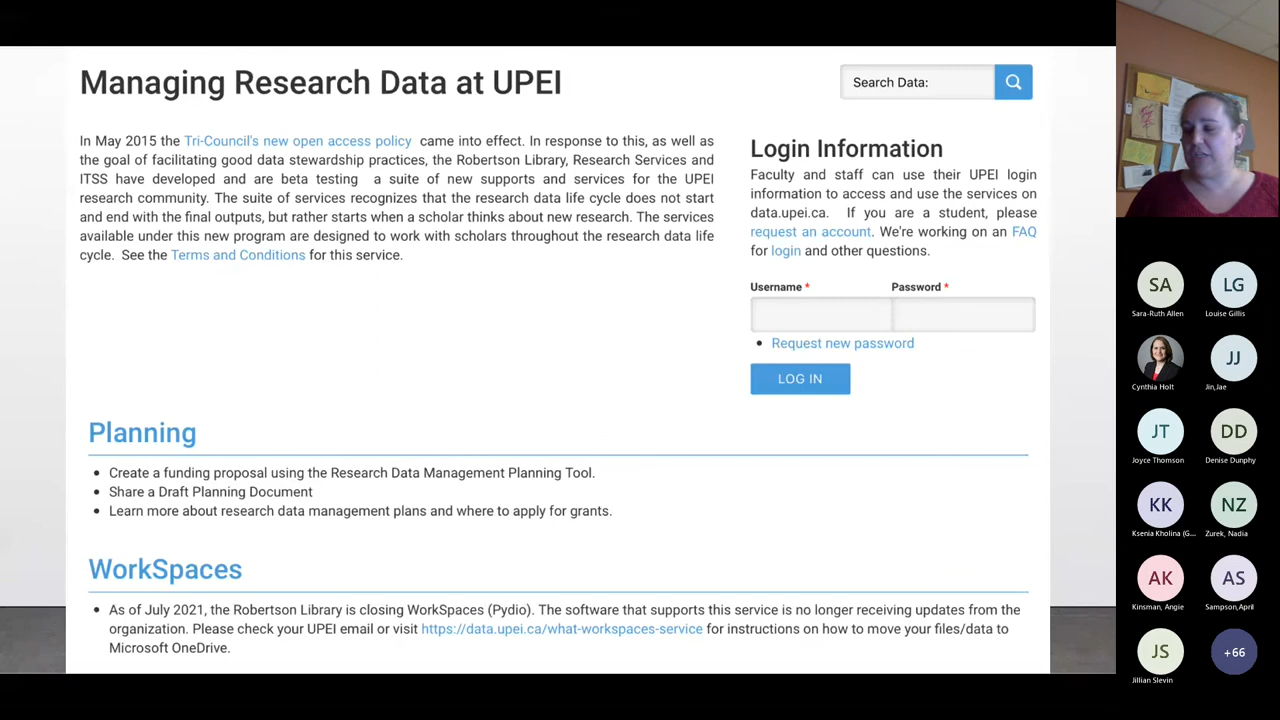 Managing Research Data at UPEI
Search Data:
In May 2015 the Tri-Council's new open access policy came into effect. In response to this, as well as
the goal of facilitating good data stewardship practices, the Robertson Library, Research Services and
ITSS have developed and are beta testing a suite of new supports and services for the UPEI
research community. The suite of services recognizes that the research data life cycle does not start
and end with the final outputs, but rather starts when a scholar thinks about new research. The services
available under this new program are designed to work with scholars throughout the research data life
cycle. See the Terms and Conditions for this service.
Login Information
Faculty and staff can use their UPEI login
information to access and use the services on
data.upei.ca. If you are a student, please
request an account. We're working on an FAQ
for login and other questions.
Username * Password *
Request new password
LOG IN
Planning
Create a funding proposal using the Research Data Management Planning Tool.
Share a Draft Planning Document
Learn more about research data management plans and where to apply for grants.
WorkSpaces
As of July 2021, the Robertson Library is closing WorkSpaces (Pydio). The software that supports this service is no longer receiving updates from the
organization. Please check your UPEI email or visit https://data.upei.ca/what-workspaces-service for instructions on how to move your files/data to
Microsoft OneDrive.
SA LG
Sara-Ruth Allen Louise Gillis
JJ
Cynthia Holt Jin,Jae
JT DD
Joyce Thomson Denise Dunphy
KK NZ
Ksenia Kholina (G... Zurek, Nadia
AK AS
Kinsman, Angie Sampson,April
JS +66
Jillian Slevin